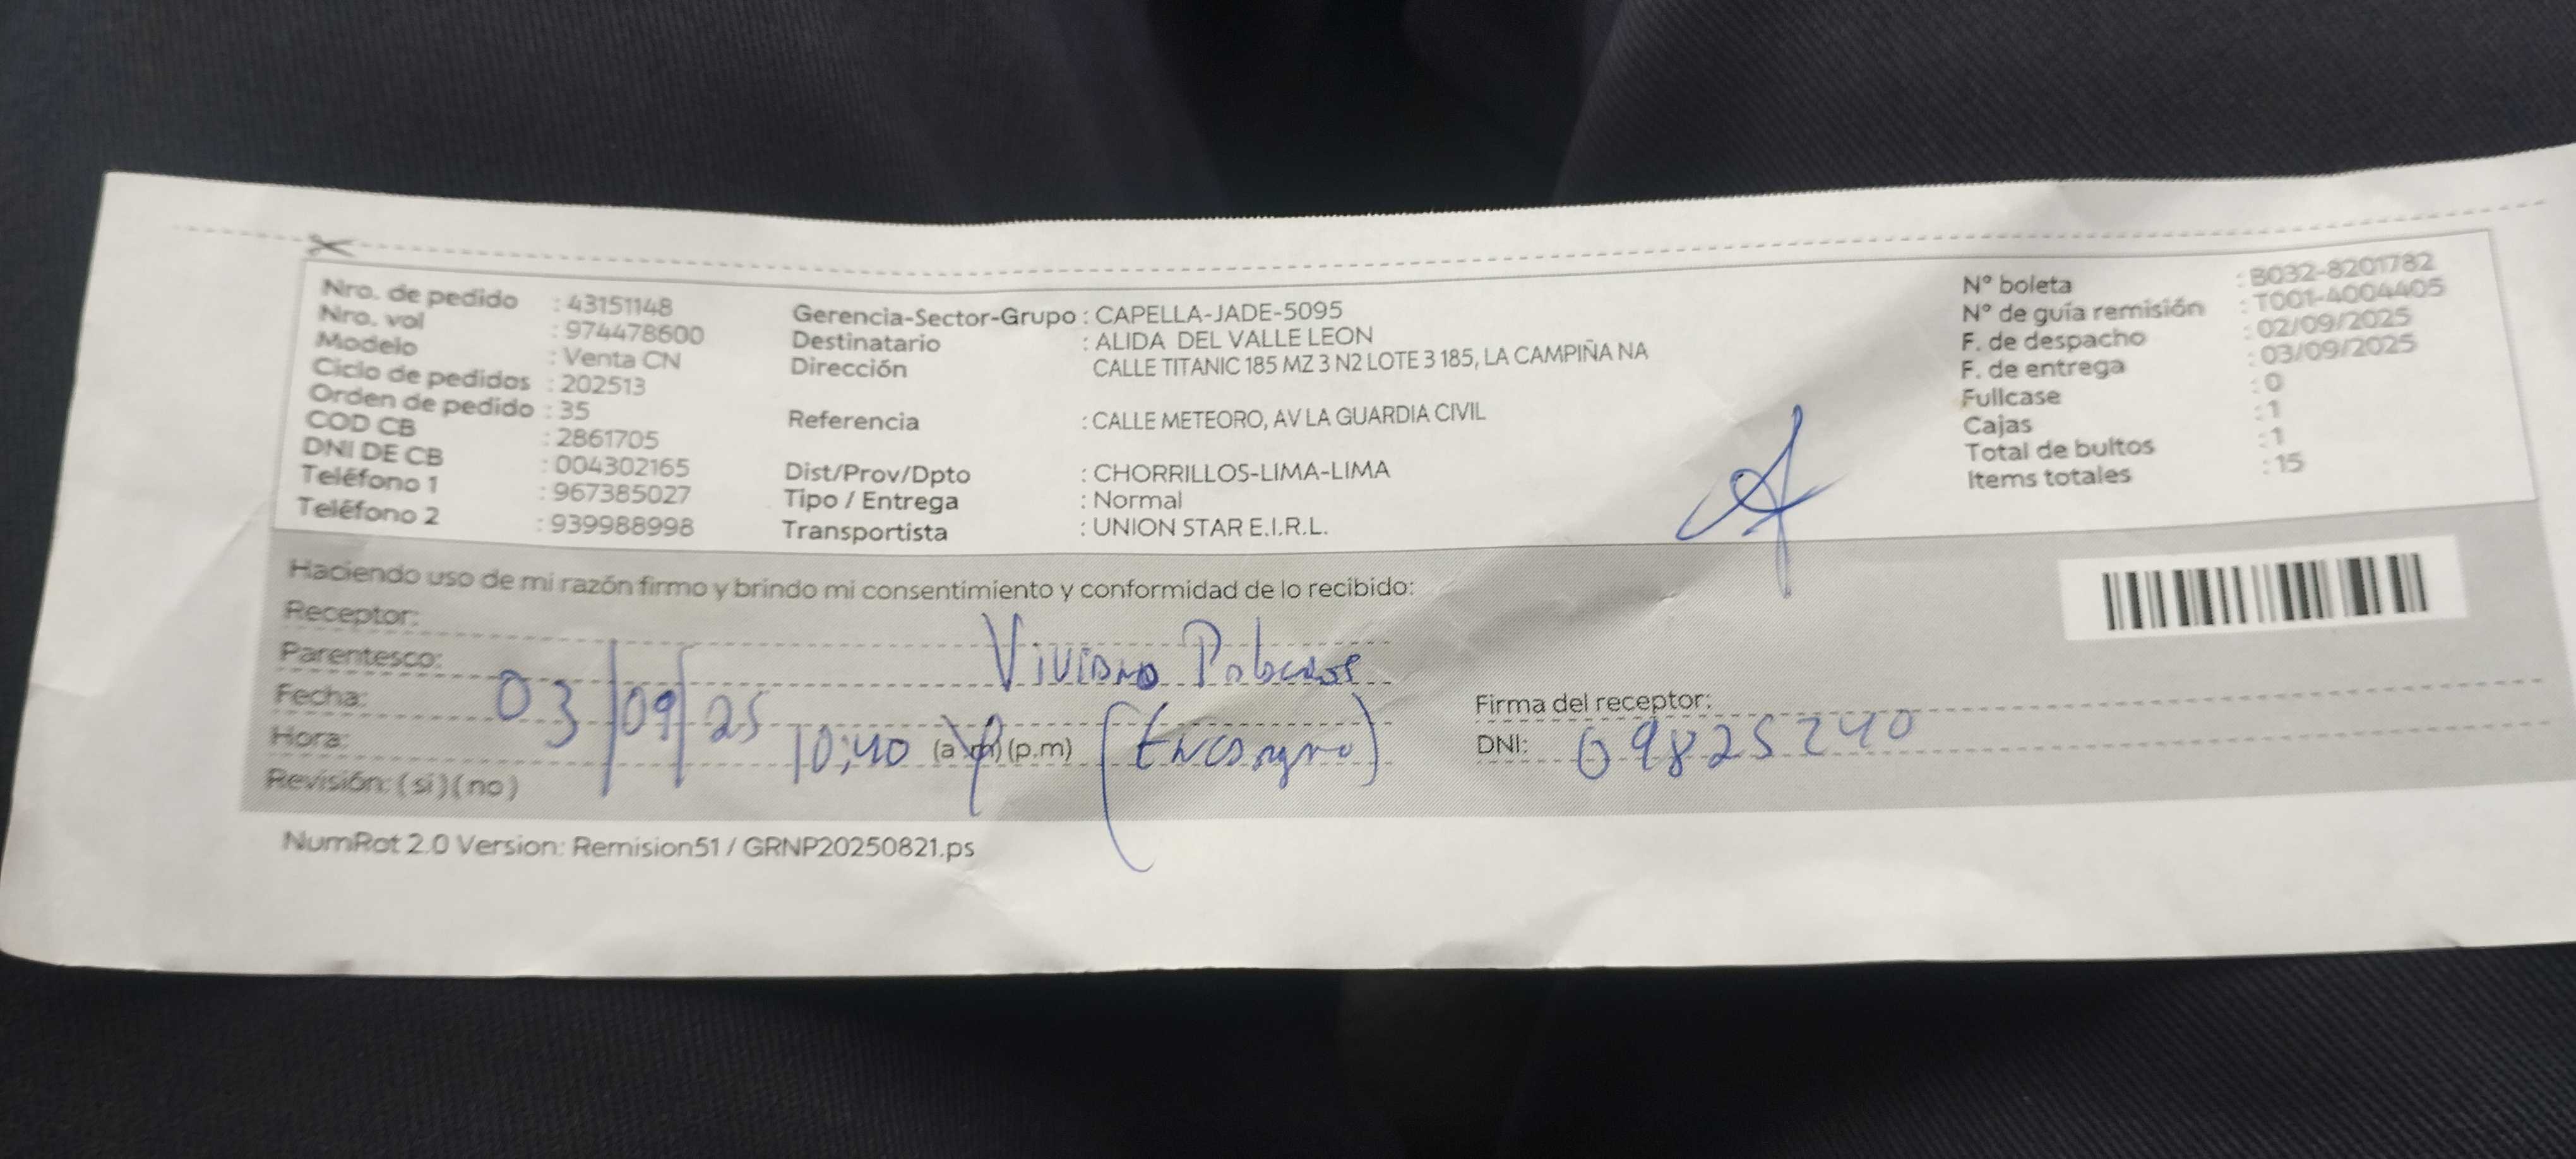 Nro. de pedido : 43151148
Nro. vol : 974478600
Modelo : Venta CN
Ciclo de pedidos : 202513
Orden de pedido : 35
COD CB : 2861705
DNI DE CB : 004302165
Teléfono 1 : 967385027
Teléfono 2 : 939988998
Gerencia-Sector-Grupo : CAPELLA-JADE-5095
Destinatario : ALIDA DEL VALLE LEON
Dirección CALLE TITANIC 185 MZ 3 N2 LOTE 3 185, LA CAMPIÑA NA
Referencia : CALLE METEORO, AV LA GUARDIA CIVIL
Dist/Prov/Dpto : CHORRILLOS-LIMA-LIMA
Tipo / Entrega : Normal
Transportista : UNION STAR E.I.R.L.
N° boleta : B032-8201782
N° de guía remisión : T001-4004405
F. de despacho : 02/09/2025
F. de entrega : 03/09/2025
Fullcase : 0
Cajas : 1
Total de bultos : 1
Items totales : 15
Haciendo uso de mi razón firmo y brindo mi consentimiento y conformidad de lo recibido:
Receptor:
Parentesco: Viviano
Fecha: 03/09/25
Hora: 10:40 (a.m) (p.m)
Revisión: (si) (no)
Firma del receptor:
DNI: 09825240
NumRot 2.0 Version: Remision51 / GRNP20250821.ps